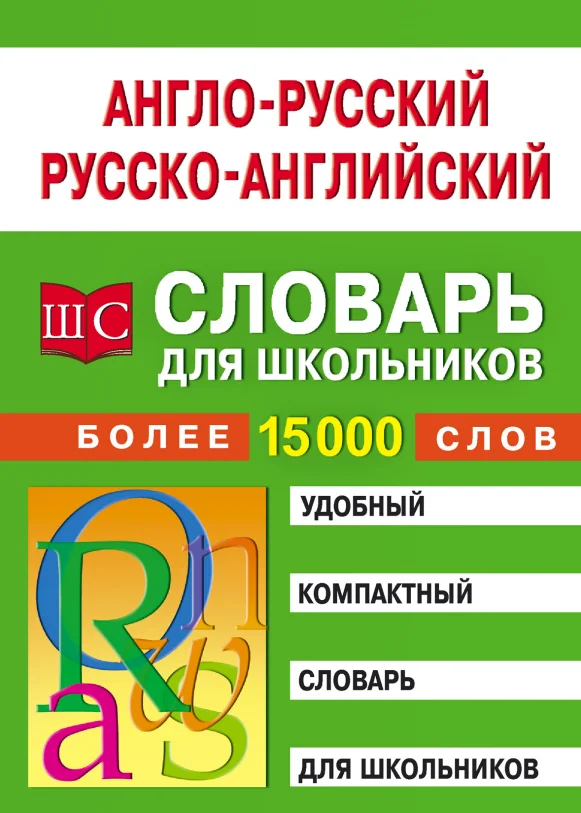 АНГЛО-РУССКИЙ
РУССКО-АНГЛИЙСКИЙ
ШС
СЛОВАРЬ
ДЛЯ ШКОЛЬНИКОВ
БОЛЕЕ 15000 СЛОВ
УДОБНЫЙ
КОМПАКТНЫЙ
СЛОВАРЬ
ДЛЯ ШКОЛЬНИКОВ
O
R
n
w
a
s